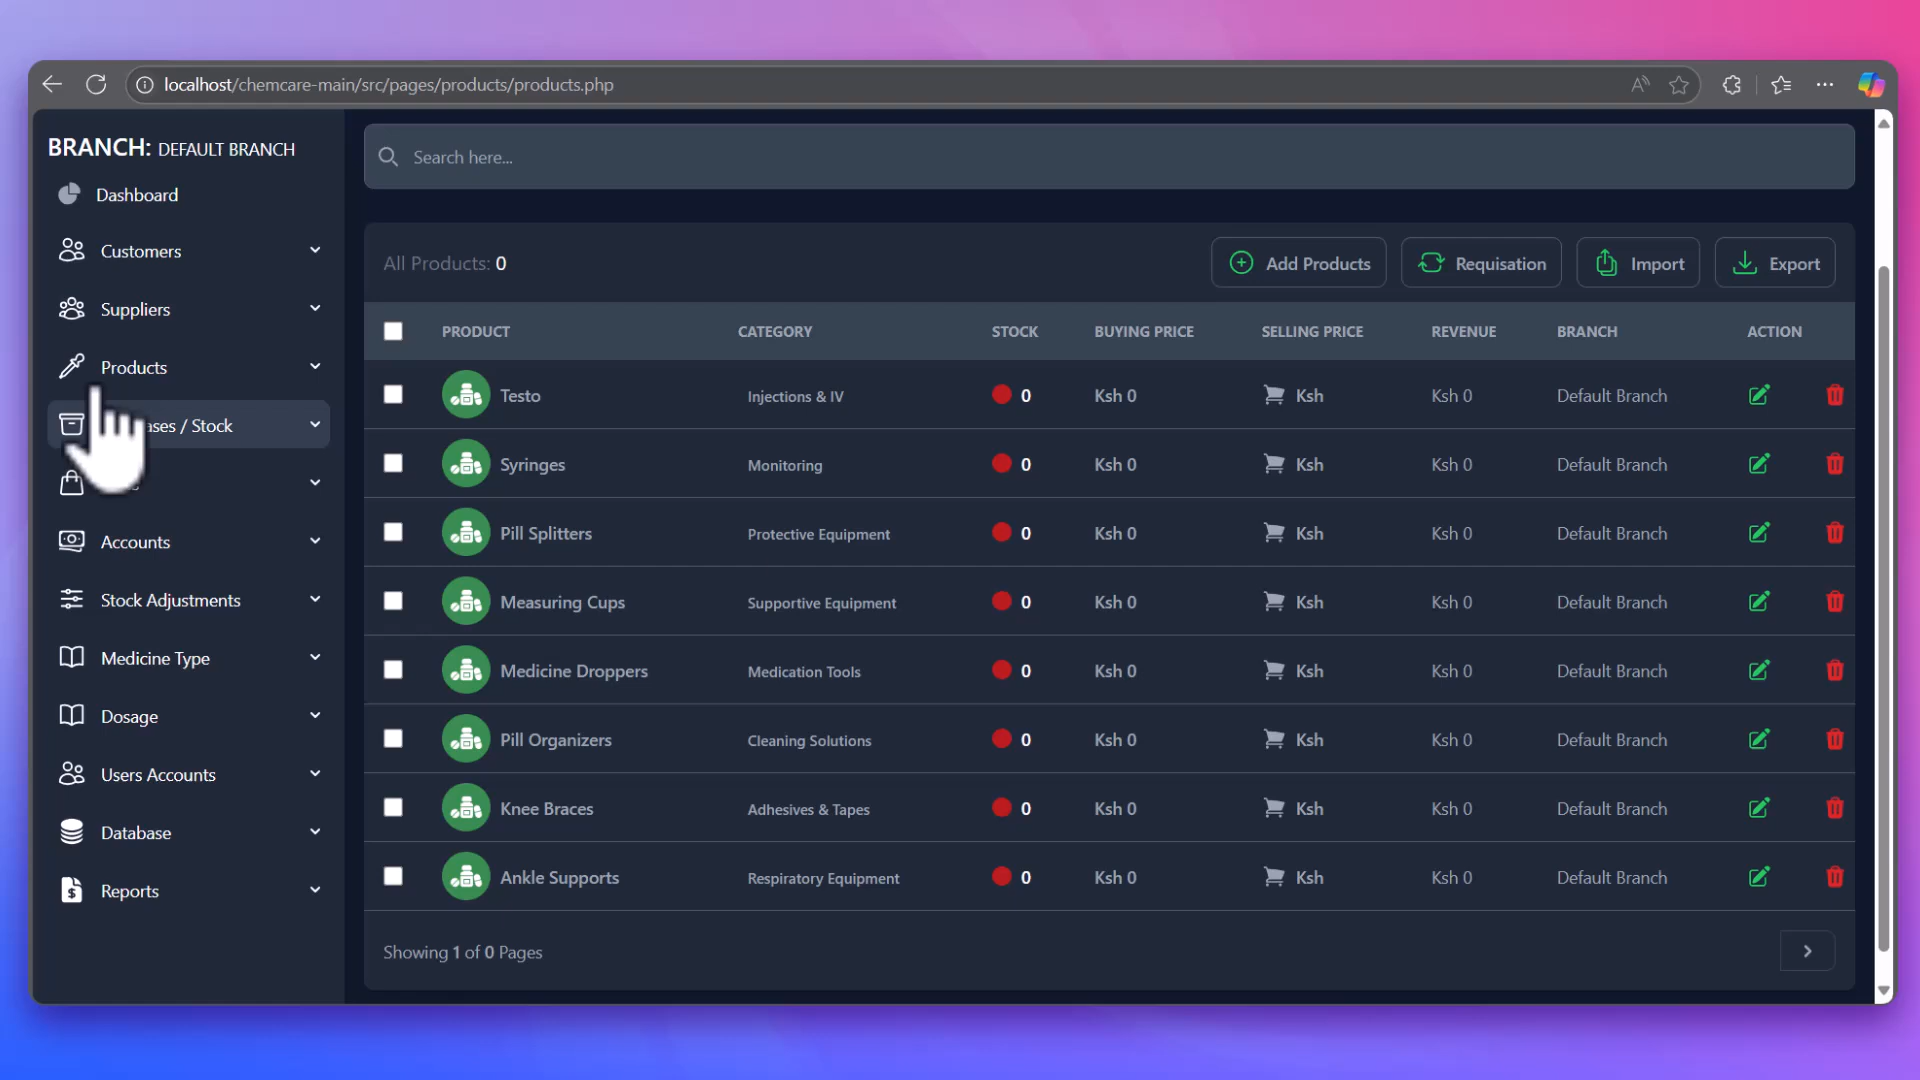 localhost/chemcare-main/src/pages/products/products.php
BRANCH: DEFAULT BRANCH
Dashboard
Customers
Suppliers
Products
ases / Stock
Accounts
Stock Adjustments
Medicine Type
Dosage
Users Accounts
Database
Reports
Search here...
All Products: 0
Add Products
Requisation
Import
Export
PRODUCT CATEGORY STOCK BUYING PRICE SELLING PRICE REVENUE BRANCH ACTION
Testo Injections & IV 0 Ksh 0 Ksh Ksh 0 Default Branch
Syringes Monitoring 0 Ksh 0 Ksh Ksh 0 Default Branch
Pill Splitters Protective Equipment 0 Ksh 0 Ksh Ksh 0 Default Branch
Measuring Cups Supportive Equipment 0 Ksh 0 Ksh Ksh 0 Default Branch
Medicine Droppers Medication Tools 0 Ksh 0 Ksh Ksh 0 Default Branch
Pill Organizers Cleaning Solutions 0 Ksh 0 Ksh Ksh 0 Default Branch
Knee Braces Adhesives & Tapes 0 Ksh 0 Ksh Ksh 0 Default Branch
Ankle Supports Respiratory Equipment 0 Ksh 0 Ksh Ksh 0 Default Branch
Showing 1 of 0 Pages